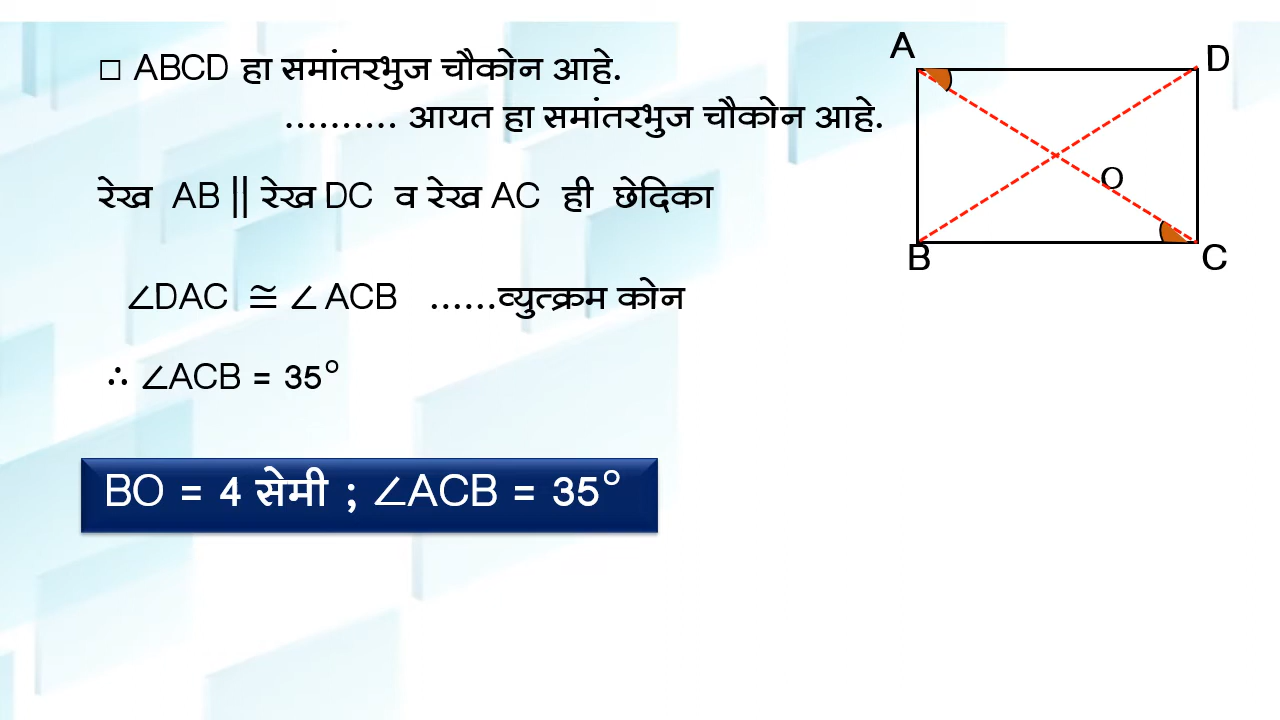 □ ABCD हा समांतरभुज चौकोन आहे.
.......... आयत हा समांतरभुज चौकोन आहे.
रेख AB || रेख DC व रेख AC ही छेदिका
∠DAC ≅ ∠ ACB ......व्युत्क्रम कोन
∴ ∠ACB = 35°
BO = 4 सेमी ; ∠ACB = 35°
A
D
O
B
C